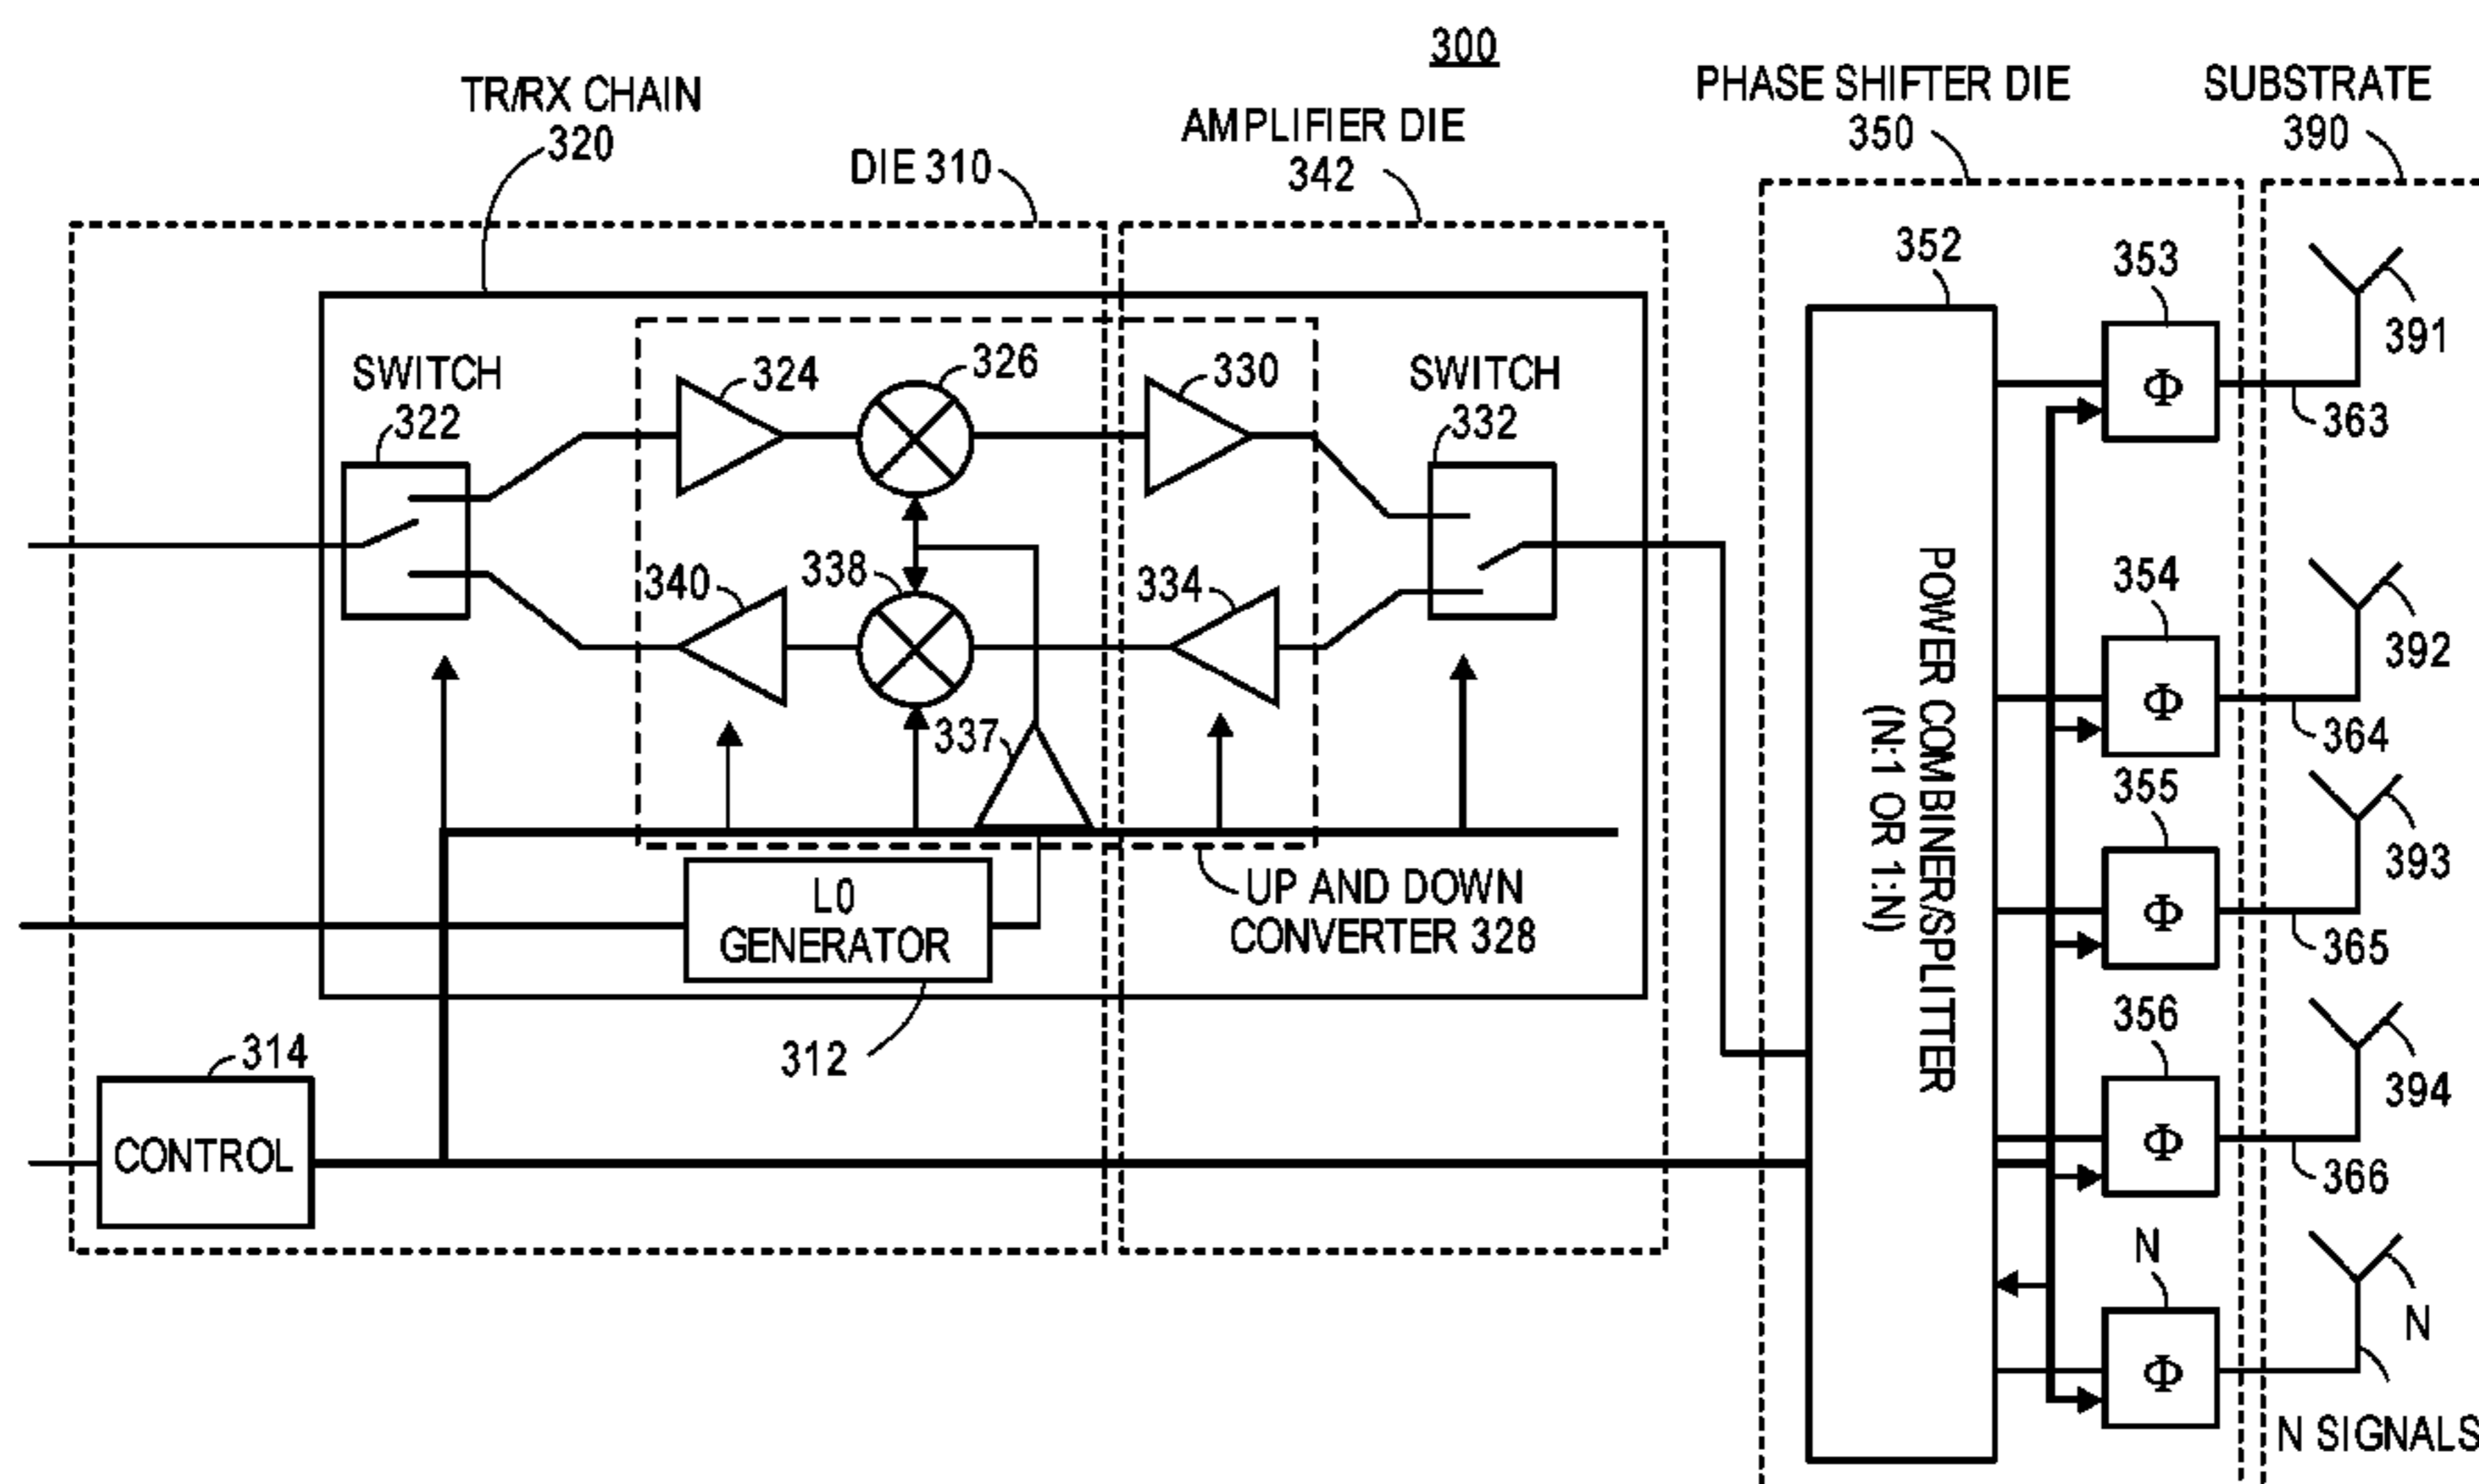 300
TR/RX CHAIN
320
DIE 310
AMPLIFIER DIE
342
PHASE SHIFTER DIE
350
SUBSTRATE
390
352
353
391
363
SWITCH
322
324
326
330
SWITCH
332
340
338
334
337
354
392
364
355
393
365
POWER COMBINER/SPLITTER
(N:1 OR 1:N)
L0
GENERATOR
312
UP AND DOWN
CONVERTER 328
314
CONTROL
356
394
366
N
N
N SIGNALS
Φ
Φ
Φ
Φ
Φ